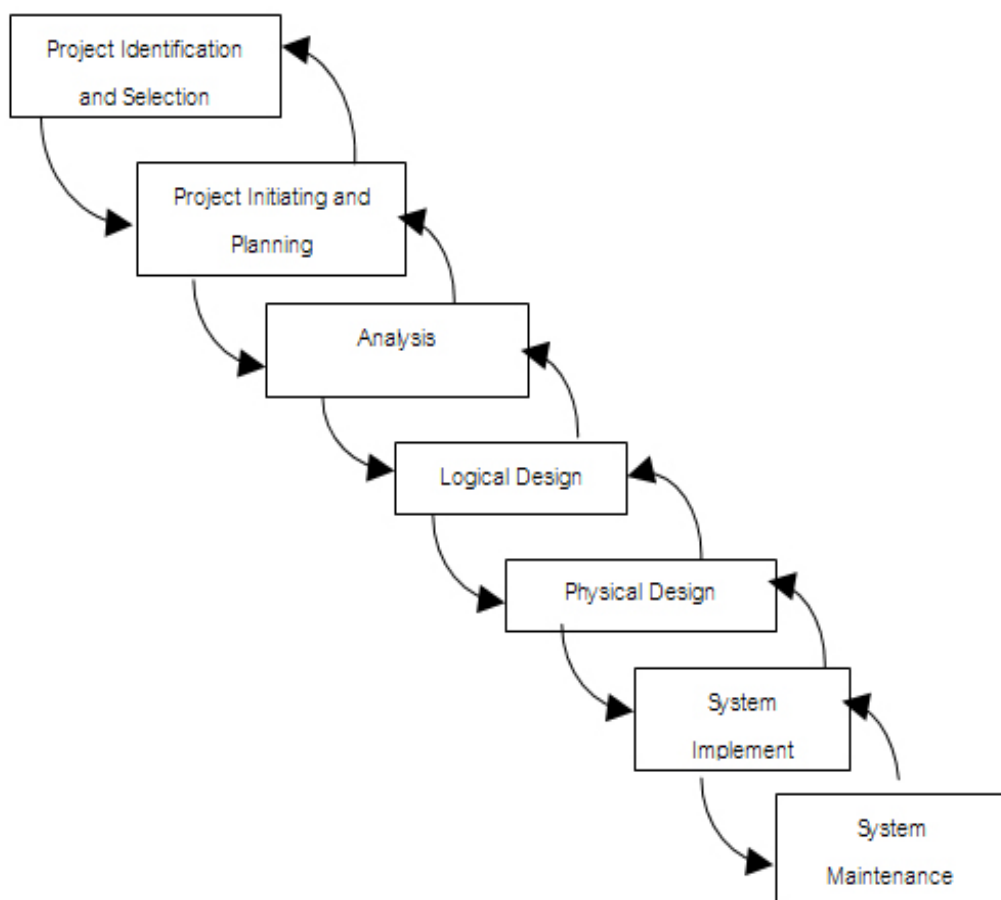 Project Identification
and Selection
Project Initiating and
Planning
Analysis
Logical Design
Physical Design
System
Implement
System
Maintenance